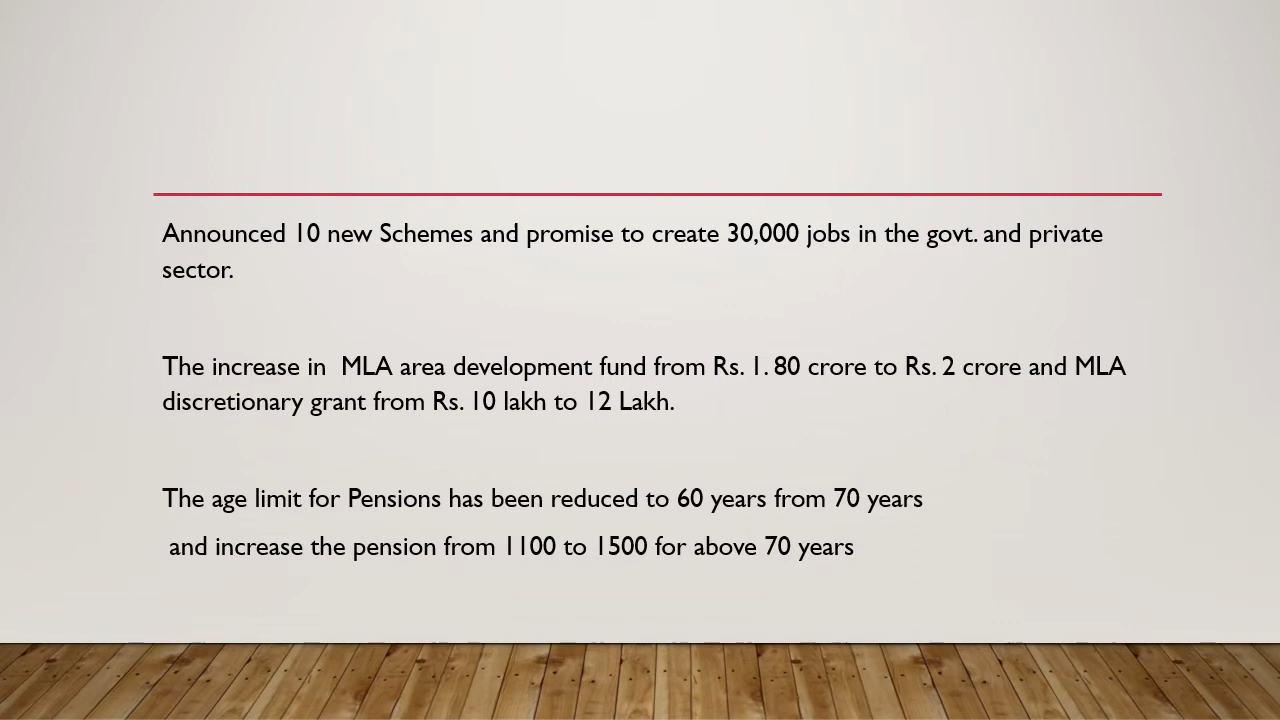 Announced 10 new Schemes and promise to create 30,000 jobs in the govt. and private
sector.
The increase in  MLA area development fund from Rs. 1. 80 crore to Rs. 2 crore and MLA
discretionary grant from Rs. 10 lakh to 12 Lakh.
The age limit for Pensions has been reduced to 60 years from 70 years
and increase the pension from 1100 to 1500 for above 70 years